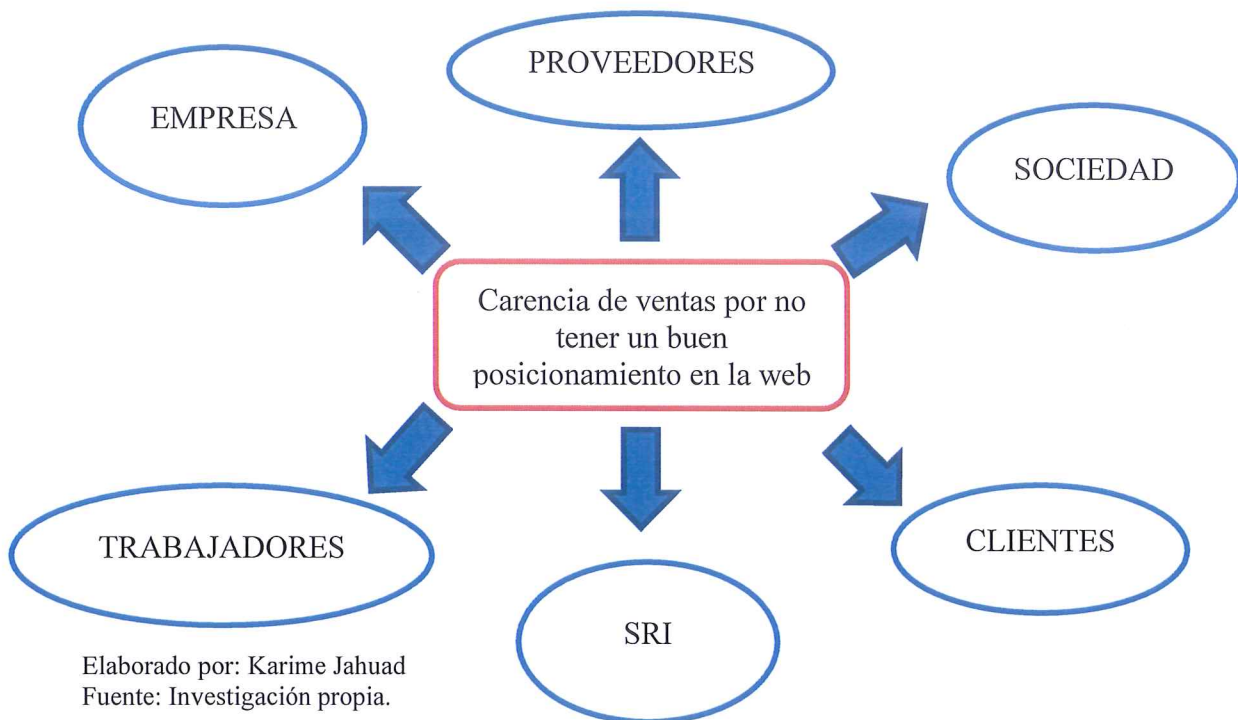 PROVEEDORES
EMPRESA
SOCIEDAD
Carencia de ventas por no
tener un buen
posicionamiento en la web
TRABAJADORES
CLIENTES
SRI
Elaborado por: Karime Jahuad
Fuente: Investigación propia.